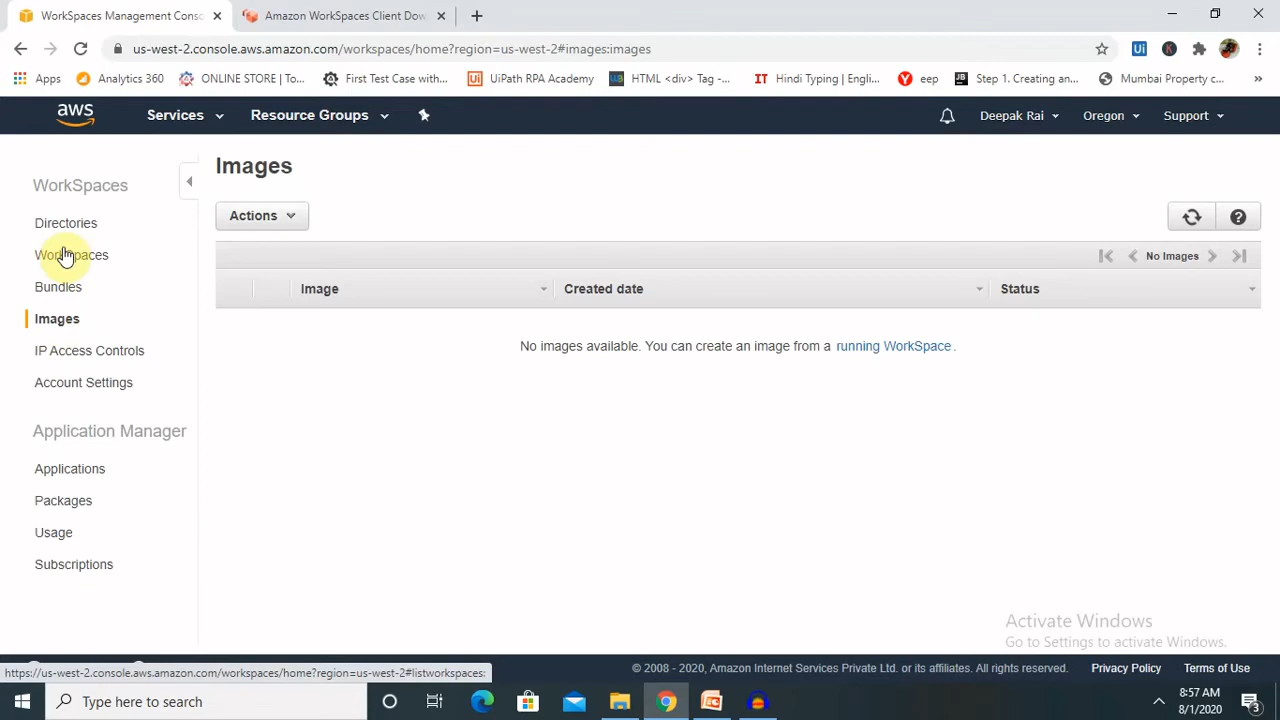 WorkSpaces Management Conso
Amazon WorkSpaces Client Dow
us-west-2.console.aws.amazon.com/workspaces/home?region=us-west-2#images:images
Apps
Analytics 360
ONLINE STORE | To...
First Test Case with...
UiPath RPA Academy
HTML <div> Tag -...
Hindi Typing | Engli...
eep
Step 1. Creating an...
Mumbai Property c...
aws
Services
Resource Groups
Deepak Rai
Oregon
Support
WorkSpaces
Directories
WorkSpaces
Bundles
Images
IP Access Controls
Account Settings
Application Manager
Applications
Packages
Usage
Subscriptions
Images
Actions
No Images
Image
Created date
Status
No images available. You can create an image from a running WorkSpace.
Activate Windows
Go to Settings to activate Windows.
https://us-west-2.console.aws.amazon.com/workspaces/home?region=us-west-2#listworkspaces:
© 2008 - 2020, Amazon Internet Services Private Ltd. or its affiliates. All rights reserved.
Privacy Policy
Terms of Use
Type here to search
8:57 AM
8/1/2020
3